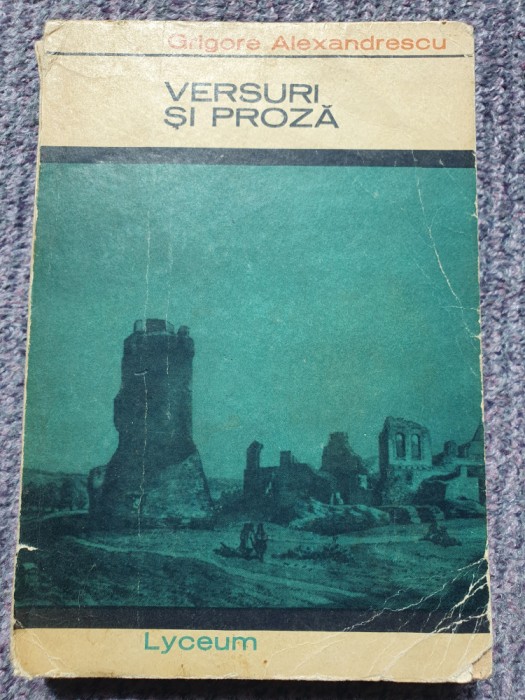 Grigore Alexandrescu
VERSURI
ȘI PROZĂ
Lyceum